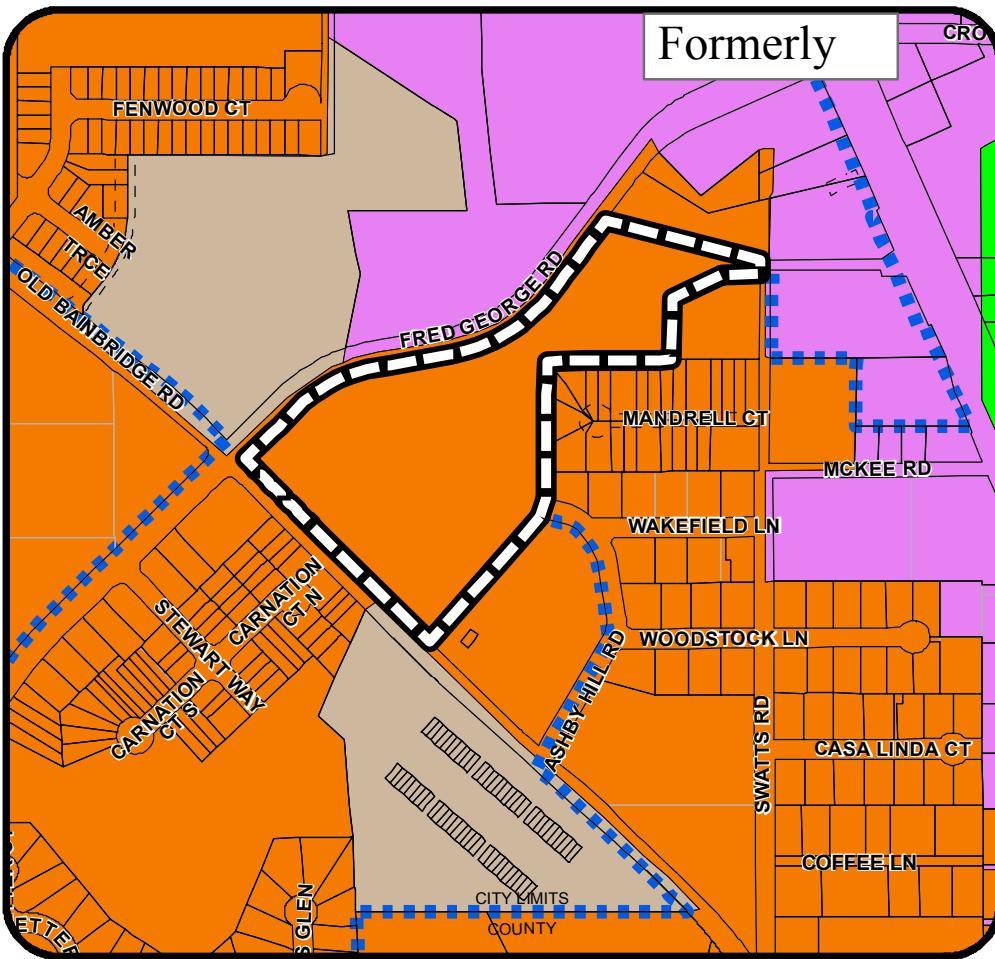 Formerly
CRO
FENWOOD CT
AMBER
TRCE
OLD BAINBRIDGE RD
FRED GEORGE RD
MANDRELL CT
MCKEE RD
WAKEFIELD LN
CARNATION
CT N
STEWART WAY
WOODSTOCK LN
CARNATION
CT S
ASHBY HILL RD
SWATTS RD
CASA LINDA CT
COFFEE LN
CITY LIMITS
COUNTY
S GLEN
ETTER